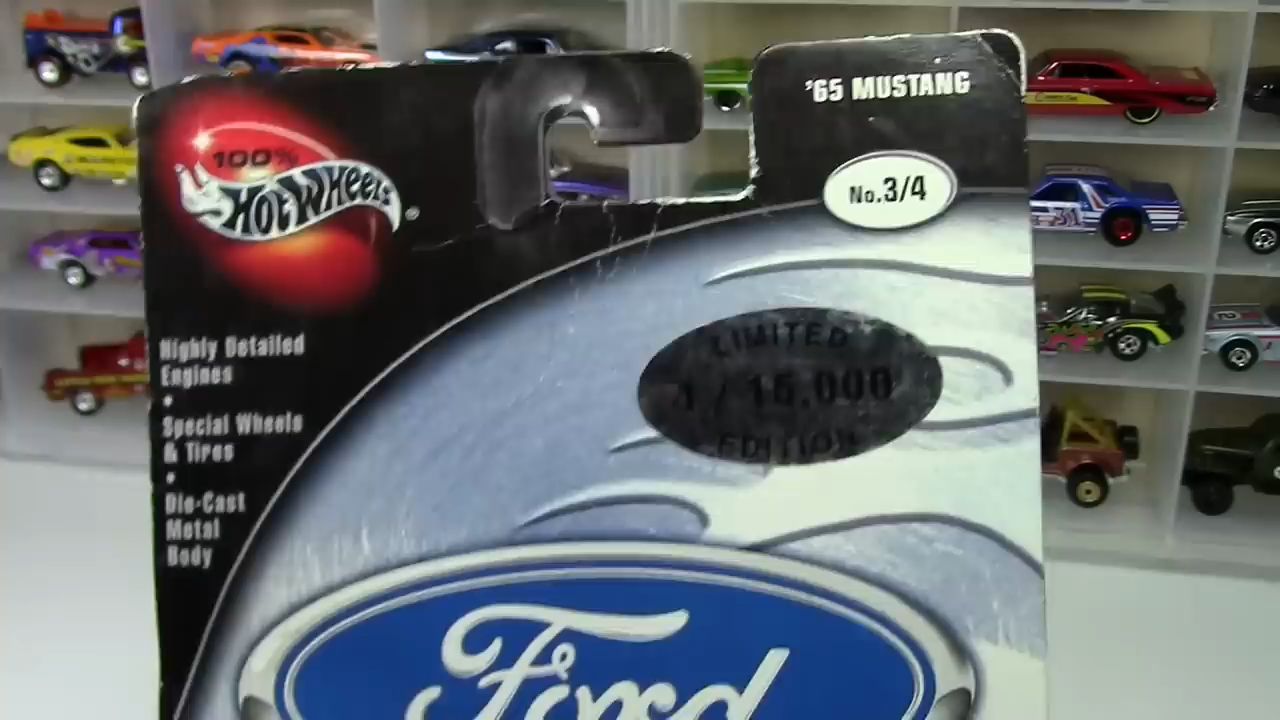 '65 MUSTANG
No.3/4
100%
HOT WHEELS ®
LIMITED
1 / 15,000
EDITION
Highly Detailed
Engines
•
Special Wheels
& Tires
•
Die-Cast
Metal
Body
Ford
31